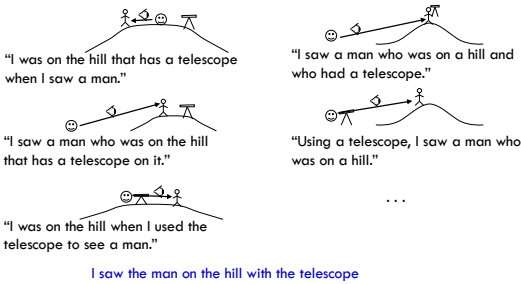 “I was on the hill that has a telescope
when I saw a man.”
“I saw a man who was on a hill and
who had a telescope.”
“I saw a man who was on the hill
that has a telescope on it.”
“Using a telescope, I saw a man who
was on a hill.”
“I was on the hill when I used the
telescope to see a man.”
. . .
I saw the man on the hill with the telescope